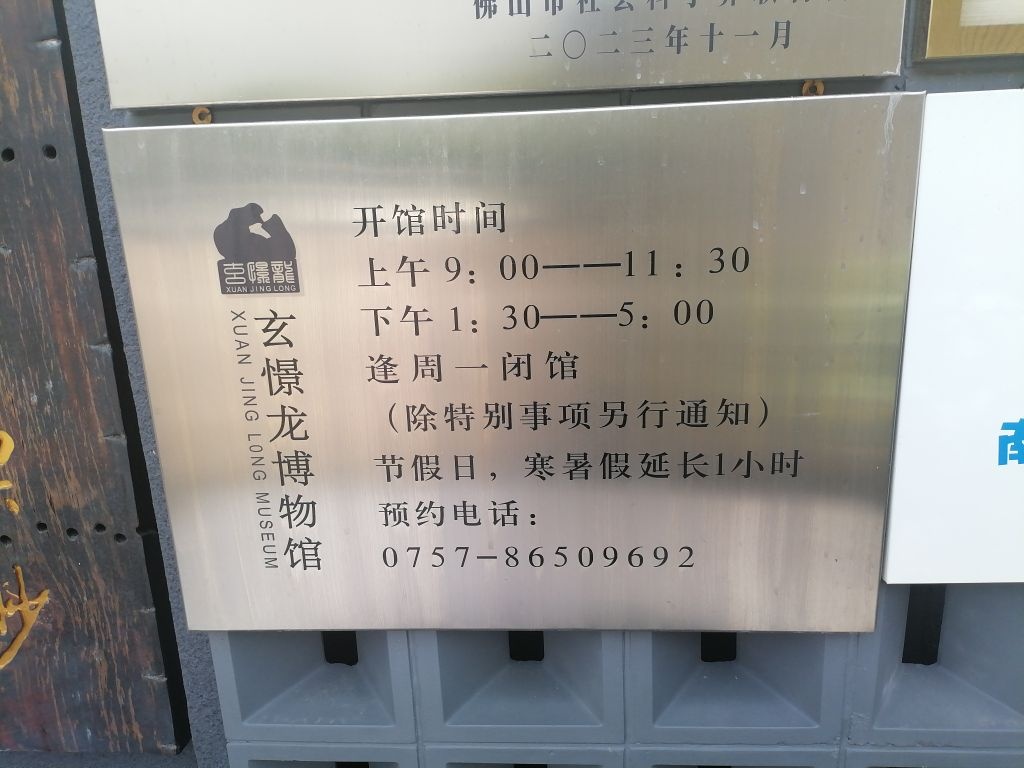 二〇二三年十一月
玄憬龍
XUAN JING LONG
玄憬龙博物馆
XUAN JING LONG MUSEUM
开馆时间
上午 9：00——11：30
下午 1：30——5：00
逢周一闭馆
（除特别事项另行通知）
节假日，寒暑假延长1小时
预约电话：
0757-86509692